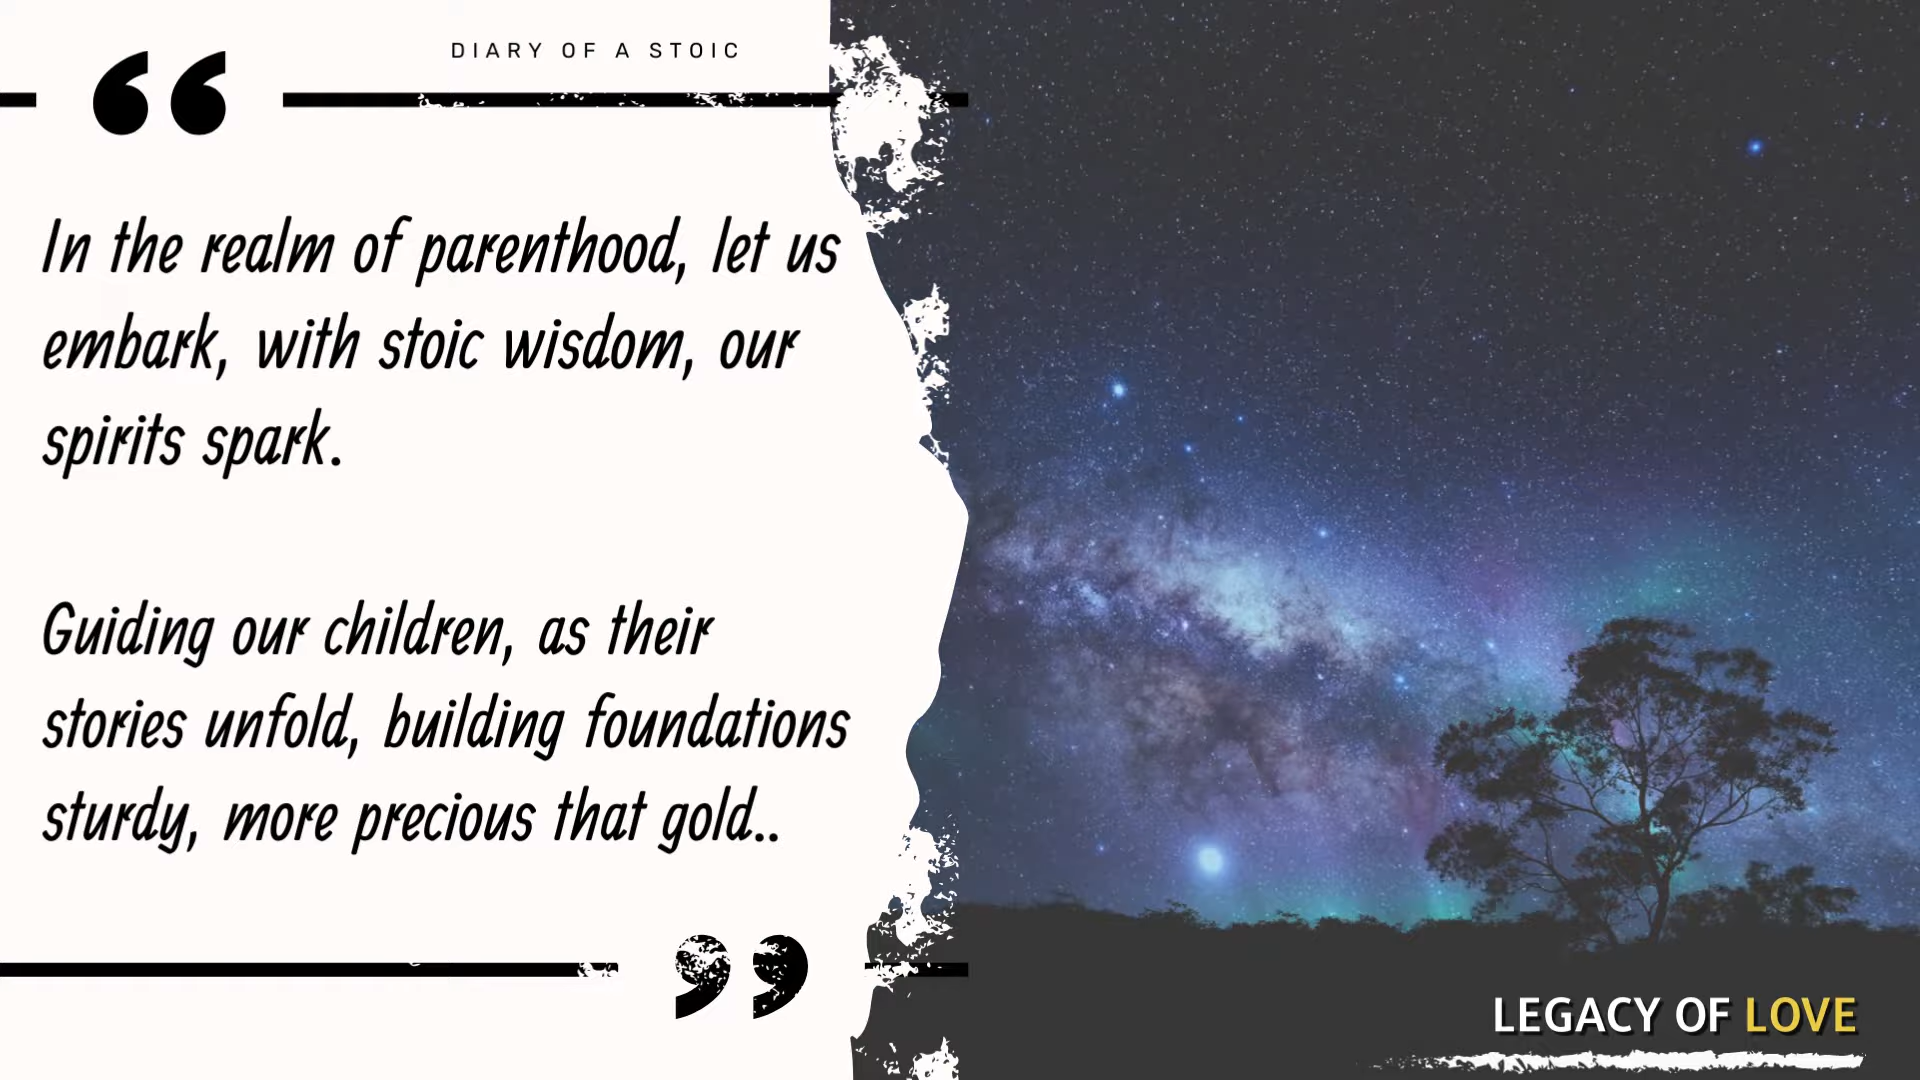 DIARY OF A STOIC
“
In the realm of parenthood, let us
embark, with stoic wisdom, our
spirits spark.
Guiding our children, as their
stories unfold, building foundations
sturdy, more precious that gold..
”
LEGACY OF LOVE